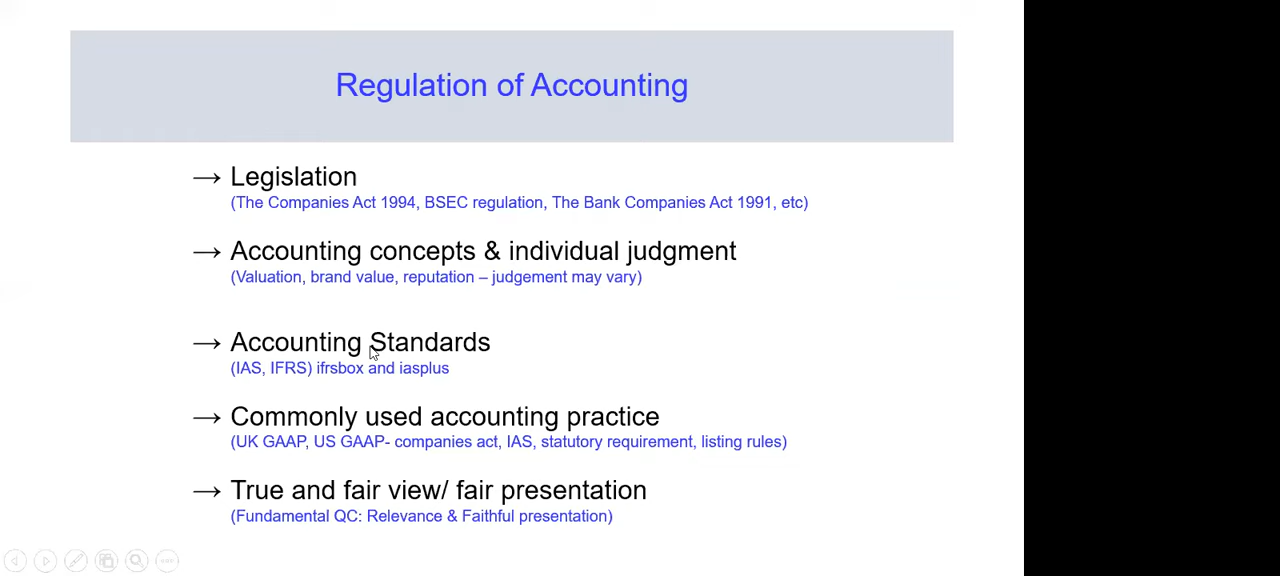 Regulation of Accounting
→ Legislation
(The Companies Act 1994, BSEC regulation, The Bank Companies Act 1991, etc)
→ Accounting concepts & individual judgment
(Valuation, brand value, reputation – judgement may vary)
→ Accounting Standards
(IAS, IFRS) ifrsbox and iasplus
→ Commonly used accounting practice
(UK GAAP, US GAAP- companies act, IAS, statutory requirement, listing rules)
→ True and fair view/ fair presentation
(Fundamental QC: Relevance & Faithful presentation)